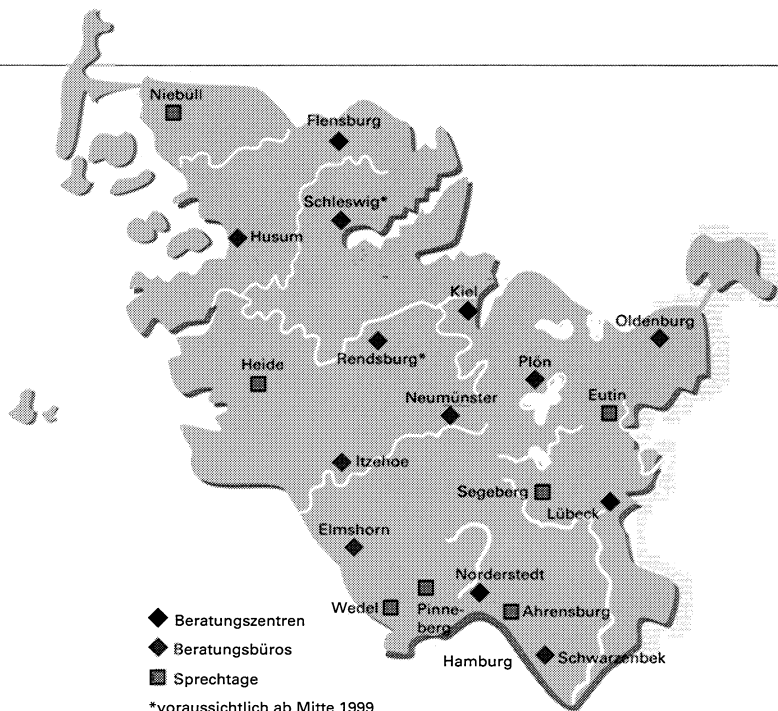 Niebüll
Flensburg
Schleswig*
Husum
Kiel
Oldenburg
Rendsburg*
Heide
Plön
Eutin
Neumünster
Itzehoe
Segeberg
Lübeck
Elmshorn
Norderstedt
Wedel
Pinne-
berg
Ahrensburg
Hamburg
Schwarzenbek
Beratungszentren
Beratungsbüros
Sprechtage
*voraussichtlich ab Mitte 1999